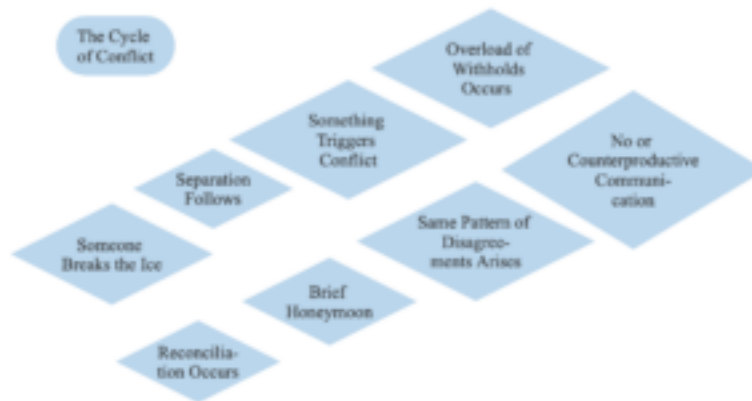 The Cycle
of Conflict
Overload of
Withholds
Occurs
Something
Triggers
Conflict
No or
Counterproductive
Communi-
cation
Separation
Follows
Same Pattern of
Disagree-
ments Arises
Someone
Breaks the Ice
Brief
Honeymoon
Reconcilia-
tion Occurs